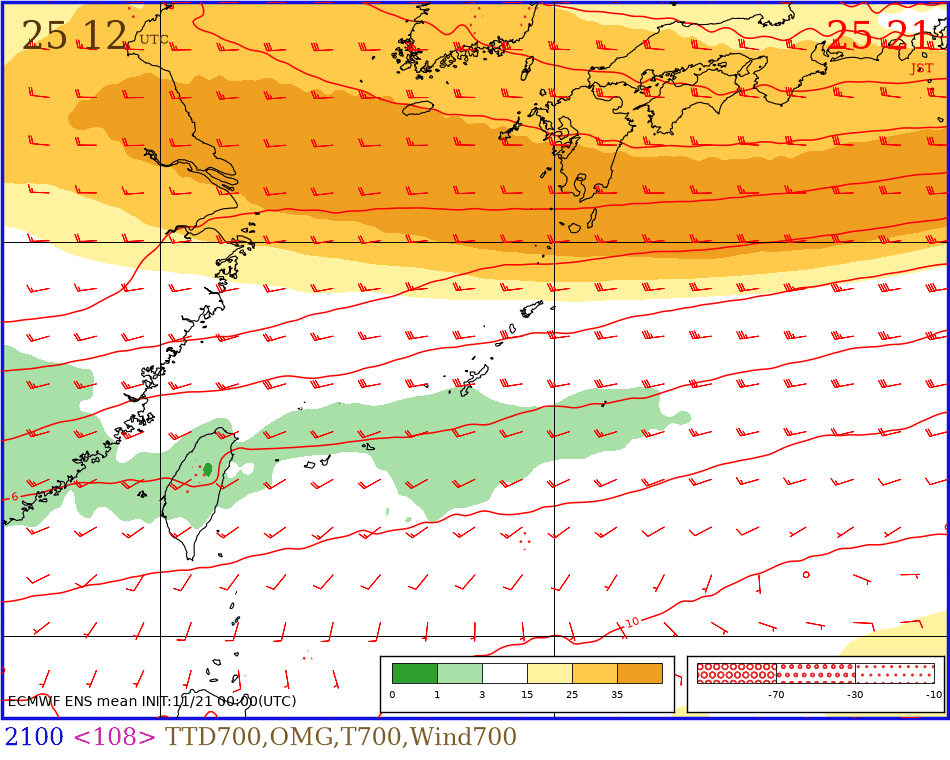 25 12 UTC
25 21
JST
6
10
0 1 3 15 25 35
-70 -30 -10
ECMWF ENS mean INIT:11/21 00:00(UTC)
2100 <108> TTD700,OMG,T700,Wind700